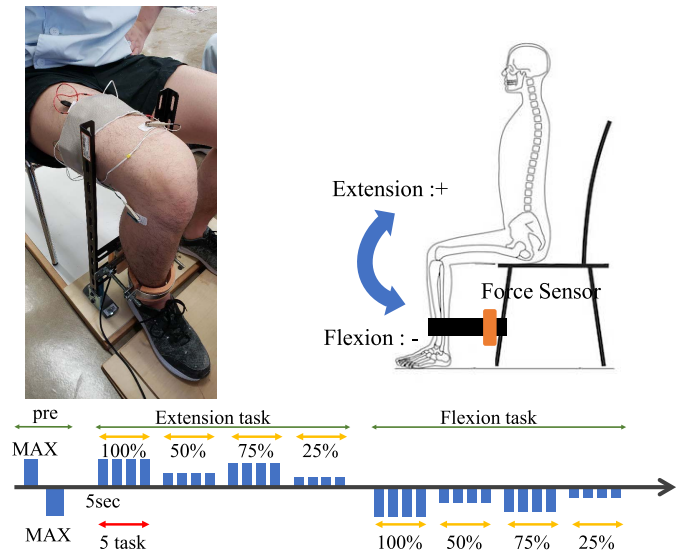 Extension :+
Force Sensor
Flexion : -
pre
Extension task
Flexion task
MAX
100%
50%
75%
25%
5sec
MAX
5 task
100%
50%
75%
25%